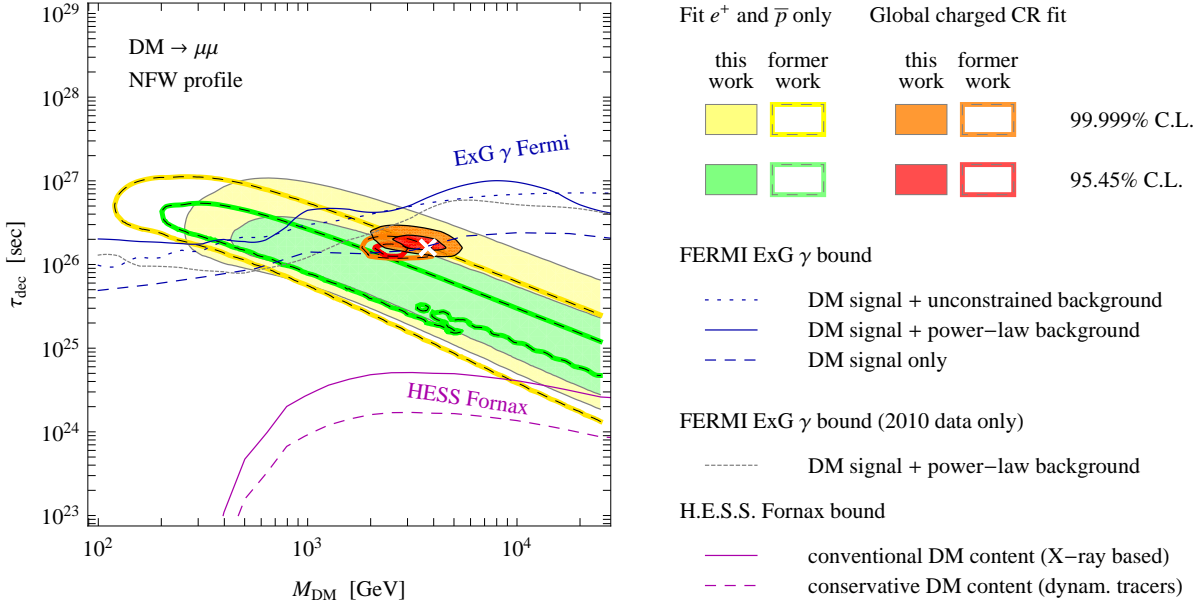 10^29
10^28
10^27
10^26
10^25
10^24
10^23
τ_dec [sec]
DM → μμ
NFW profile
ExG γ Fermi
HESS Fornax
10^2
10^3
10^4
M_DM [GeV]
Fit e^+ and p̅ only
Global charged CR fit
this work
former work
this work
former work
99.999% C.L.
95.45% C.L.
FERMI ExG γ bound
DM signal + unconstrained background
DM signal + power−law background
DM signal only
FERMI ExG γ bound (2010 data only)
DM signal + power−law background
H.E.S.S. Fornax bound
conventional DM content (X−ray based)
conservative DM content (dynam. tracers)